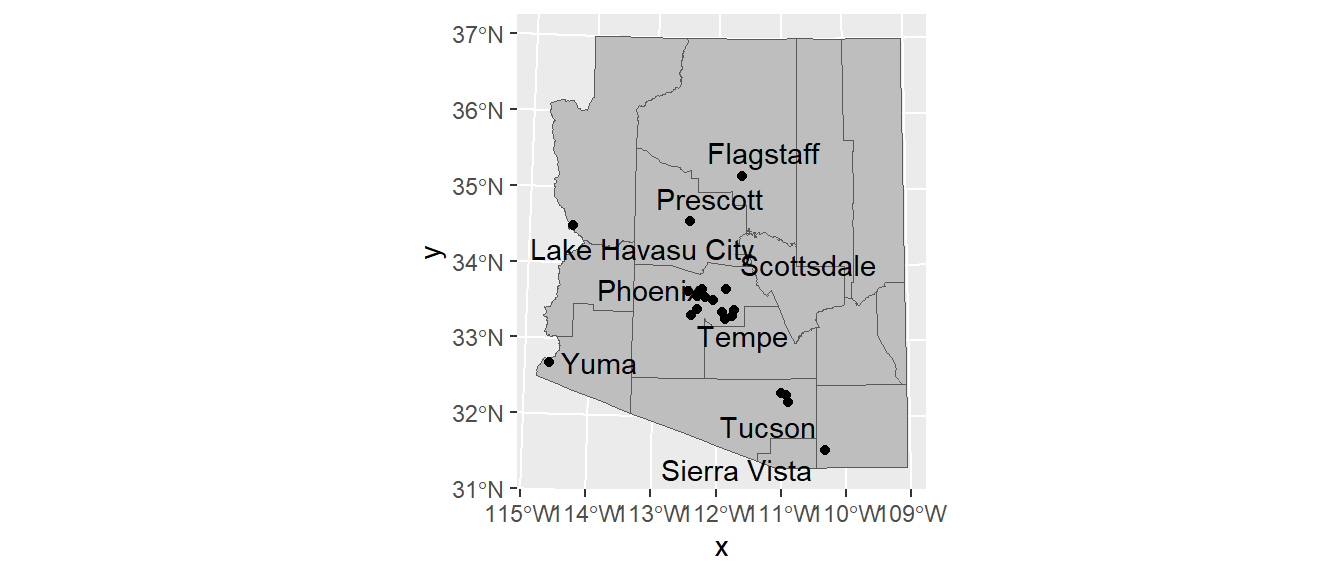 37°N
36°N
35°N
34°N
33°N
32°N
31°N
y
Flagstaff
Prescott
Lake Havasu City
Scottsdale
Phoenix
Tempe
Yuma
Tucson
Sierra Vista
115°W
114°W
113°W
112°W
111°W
110°W
109°W
x